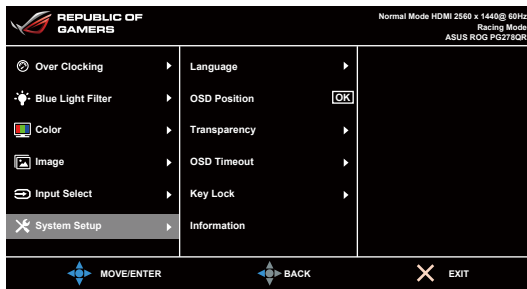 REPUBLIC OF
GAMERS
Normal Mode HDMI 2560 x 1440@ 60Hz
Racing Mode
ASUS ROG PG278QR
Over Clocking
Blue Light Filter
Color
Image
Input Select
System Setup
Language
OSD Position OK
Transparency
OSD Timeout
Key Lock
Information
MOVE/ENTER BACK EXIT